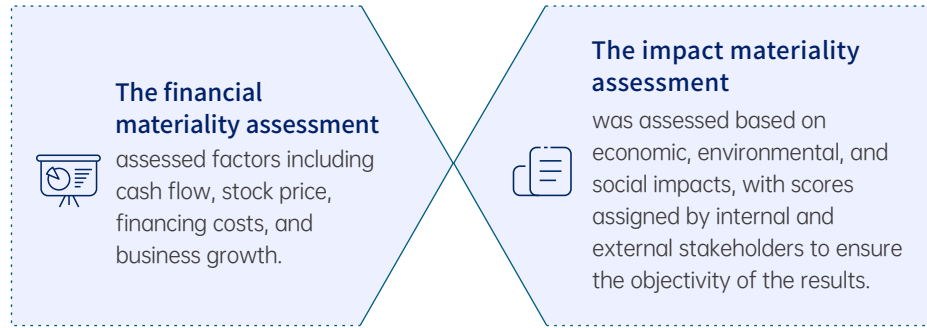 The financial
materiality assessment
assessed factors including
cash flow, stock price,
financing costs, and
business growth.
The impact materiality
assessment
was assessed based on
economic, environmental, and
social impacts, with scores
assigned by internal and
external stakeholders to ensure
the objectivity of the results.